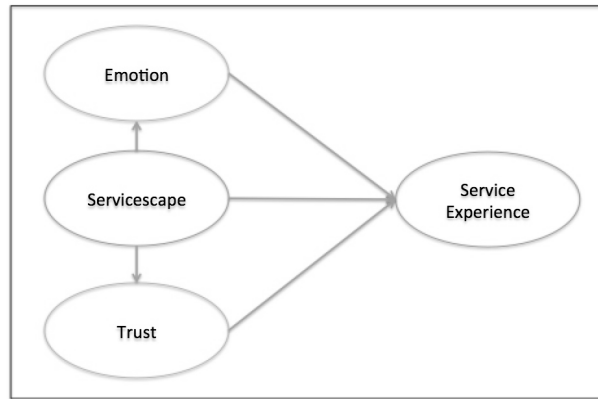 Emotion
Servicescape
Service
Experience
Trust